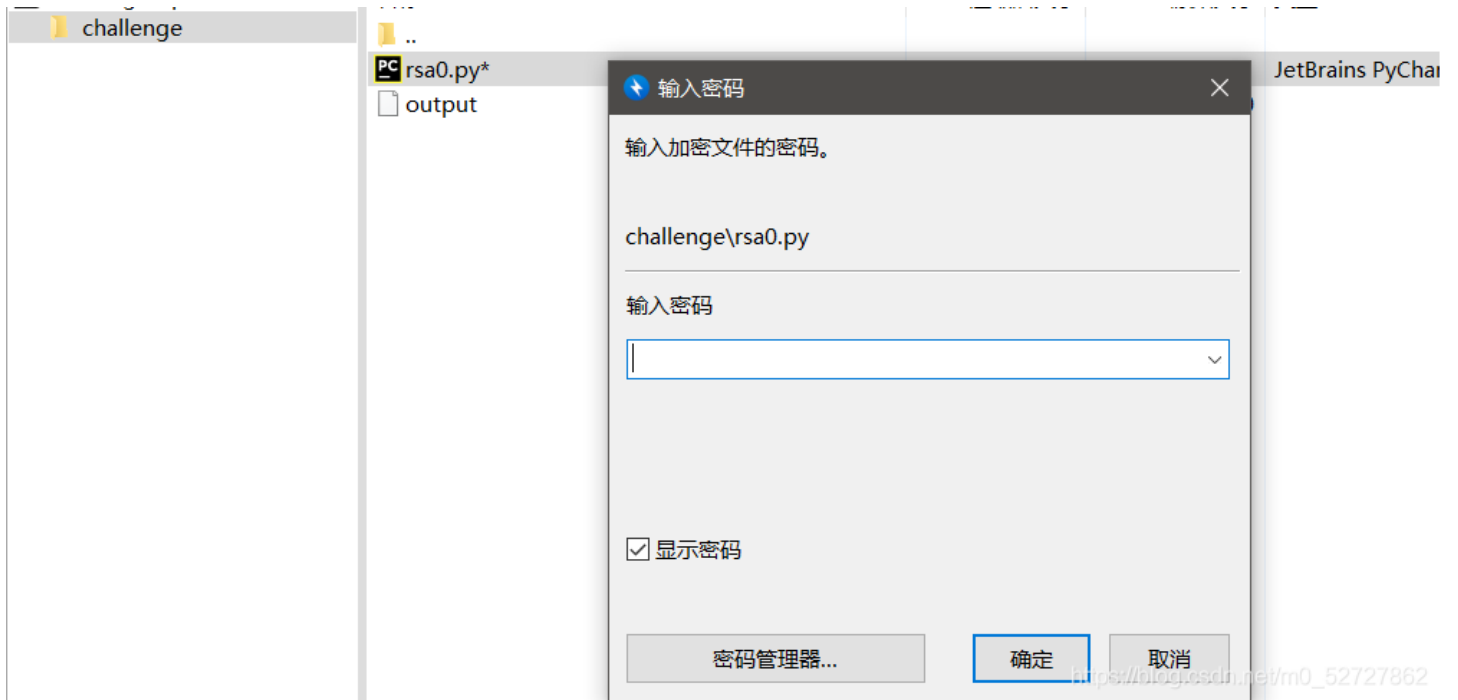 challenge
..
PC rsa0.py*
JetBrains PyChar
output
输入密码
输入加密文件的密码。
challenge\rsa0.py
输入密码
显示密码
密码管理器...
确定
取消
https://blog.csdn.net/m0_52727862